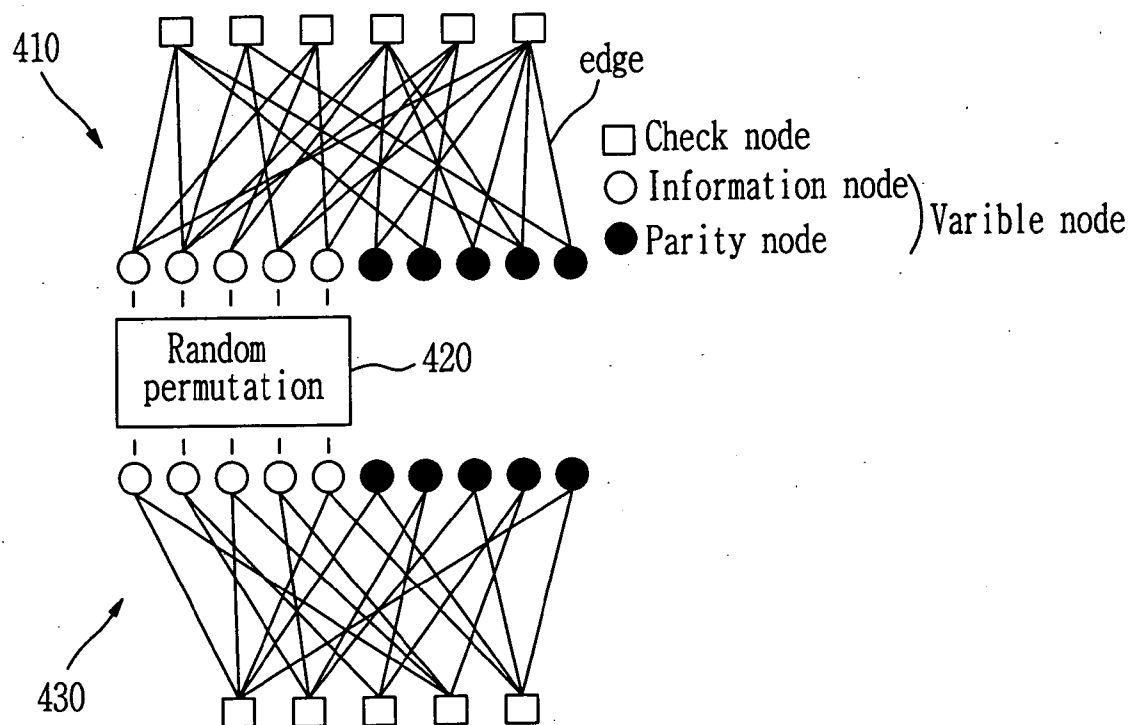 410
edge
Check node
Information node
Parity node
Varible node
Random
permutation
420
430